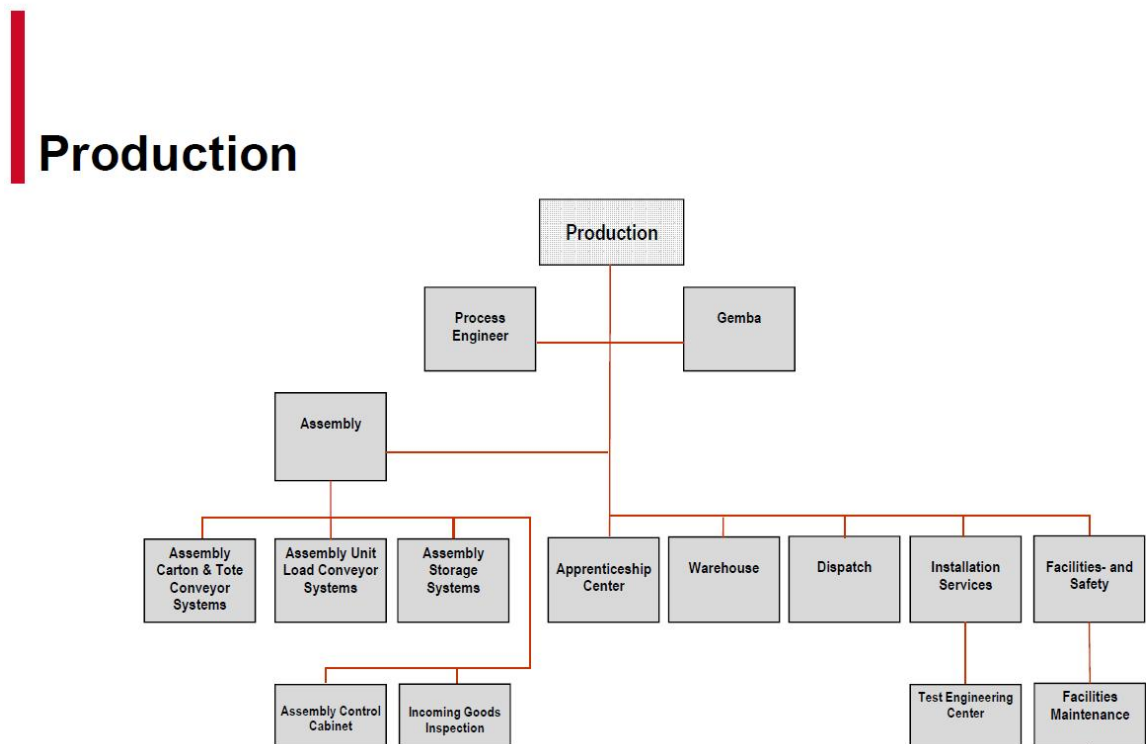 Production
Production
Process
Engineer
Gemba
Assembly
Assembly
Carton & Tote
Conveyor
Systems
Assembly Unit
Load Conveyor
Systems
Assembly
Storage
Systems
Apprenticeship
Center
Warehouse
Dispatch
Installation
Services
Facilities- and
Safety
Assembly Control
Cabinet
Incoming Goods
Inspection
Test Engineering
Center
Facilities
Maintenance